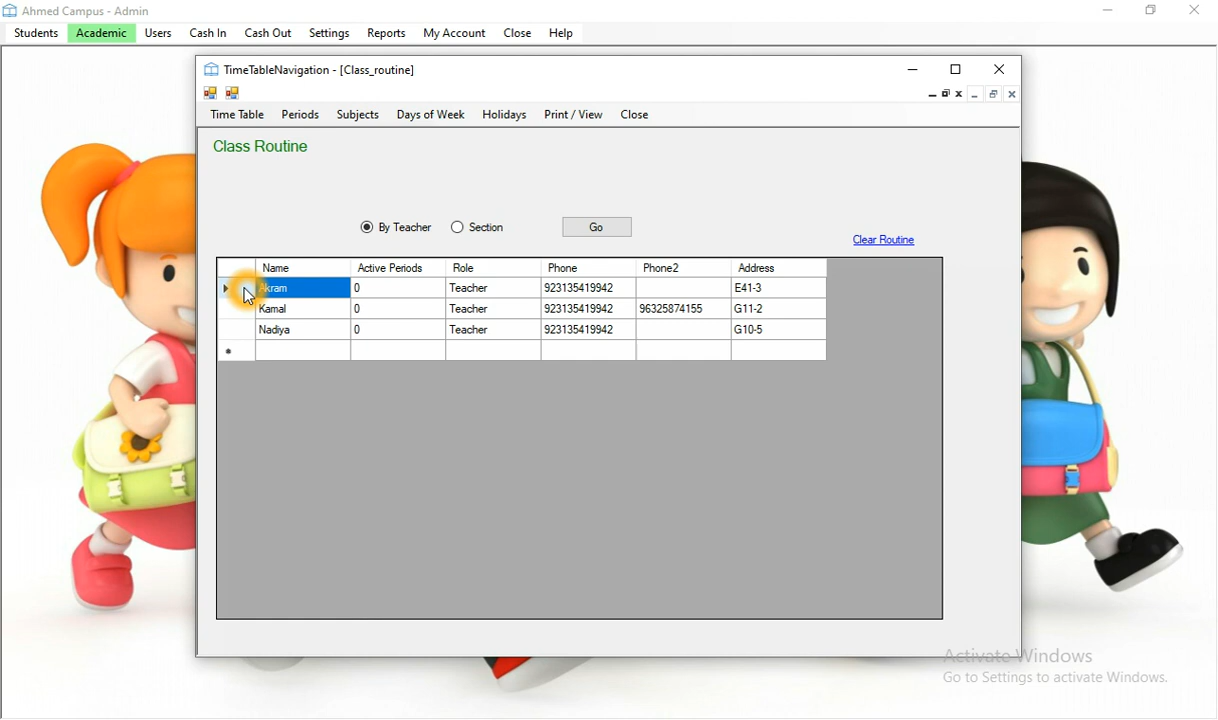 Ahmed Campus - Admin
Students Academic Users Cash In Cash Out Settings Reports My Account Close Help
TimeTableNavigation - [Class_routine]
Time Table Periods Subjects Days of Week Holidays Print / View Close
Class Routine
By Teacher Section Go
Clear Routine
Name Active Periods Role Phone Phone2 Address
Akram 0 Teacher 923135419942 E41-3
Kamal 0 Teacher 923135419942 96325874155 G11-2
Nadiya 0 Teacher 923135419942 G10-5
Activate Windows
Go to Settings to activate Windows.